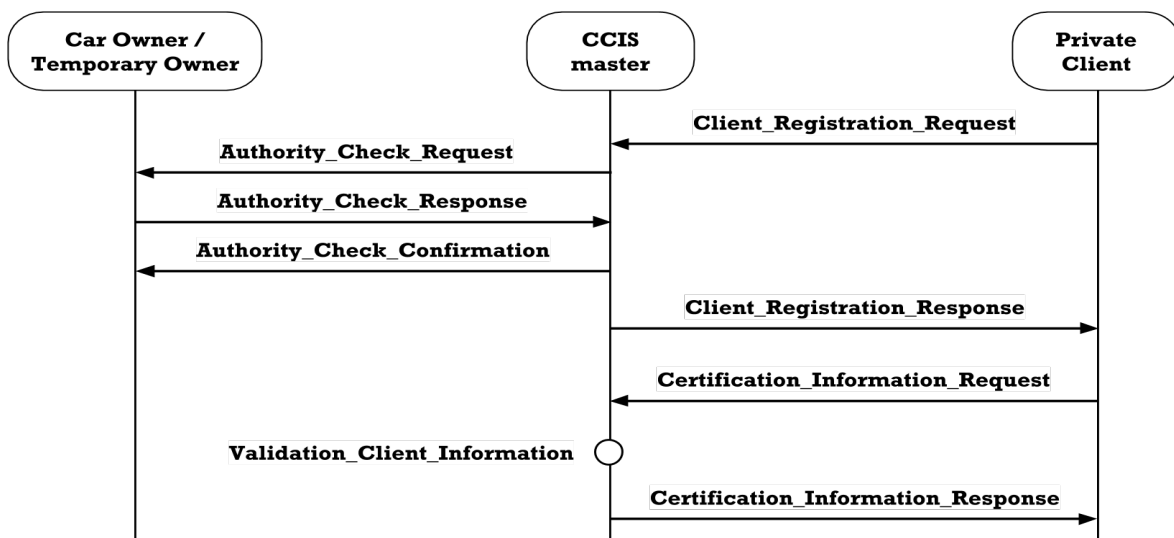 Car Owner /
Temporary Owner
CCIS
master
Private
Client
Client_Registration_Request
Authority_Check_Request
Authority_Check_Response
Authority_Check_Confirmation
Client_Registration_Response
Certification_Information_Request
Validation_Client_Information
Certification_Information_Response